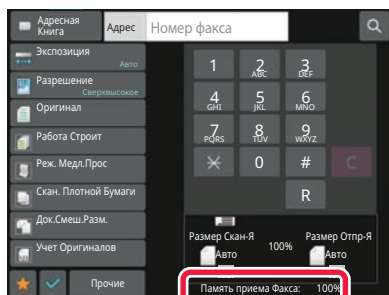 Адресная Книга
Адрес
Номер факса
Экспозиция
Авто
Разрешение
Сверхвысокое
Оригинал
Работа Строит
Реж. Медл.Прос
Скан. Плотной Бумаги
Док.Смеш.Разм.
Учет Оригиналов
Прочие
1
2
ABC
3
DEF
4
GHI
5
JKL
6
MNO
7
PQRS
8
TUV
9
WXYZ
0
#
C
R
Размер Скан-Я
Авто
100%
Размер Отпр-Я
Авто
Память приема Факса: 100%